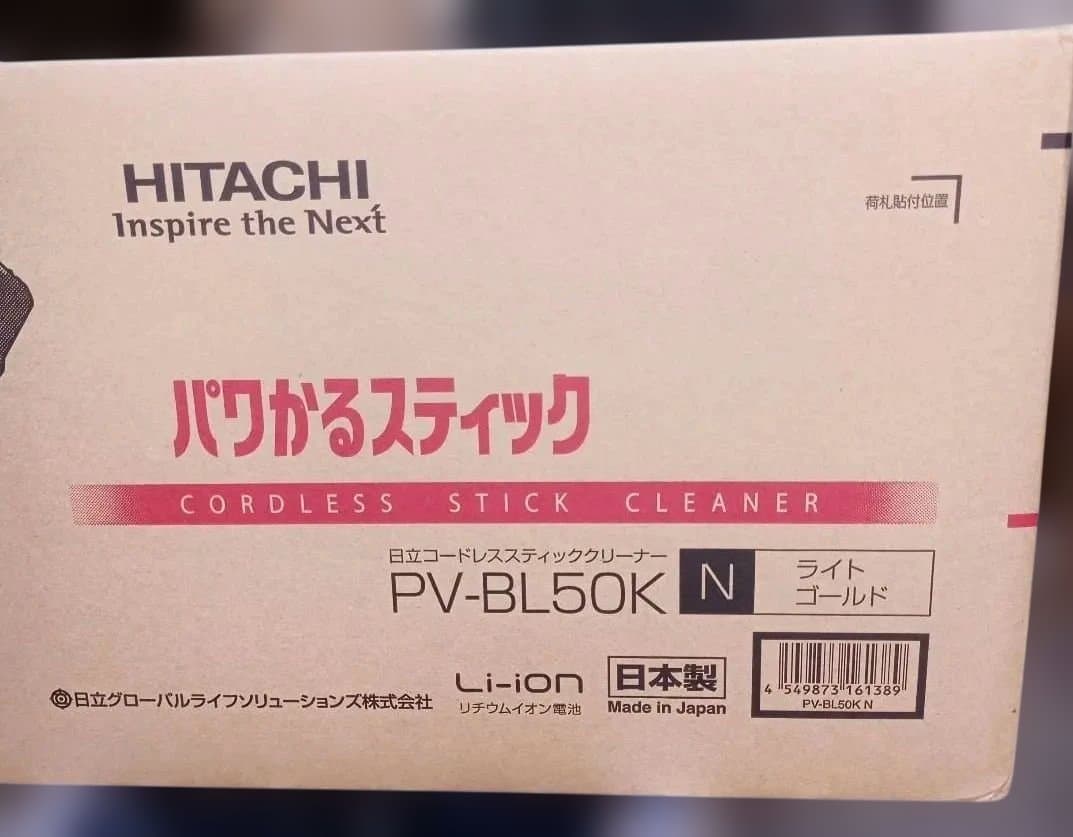 HITACHI
Inspire the Next
荷札貼付位置
パワかるスティック
CORDLESS STICK CLEANER
日立コードレススティッククリーナー
PV-BL50K N ライト
ゴールド
日立グローバルライフソリューションズ株式会社
Li-ion
リチウムイオン電池
日本製
Made in Japan
4 549873 161389
PV-BL50K N